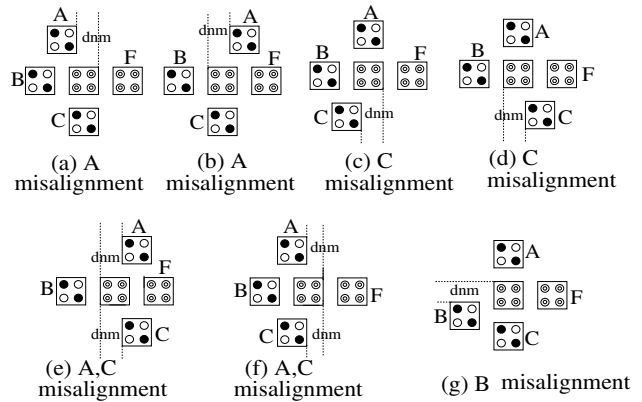 A
dnm
B
F
C
(a) A
misalignment
A
dnm
B
F
C
(b) A
misalignment
A
B
F
C
dnm
(c) C
misalignment
A
B
F
dnm
C
(d) C
misalignment
A
dnm
F
B
dnm
C
(e) A,C
misalignment
A
dnm
B
F
C
dnm
(f) A,C
misalignment
A
dnm
F
B
C
(g) B misalignment